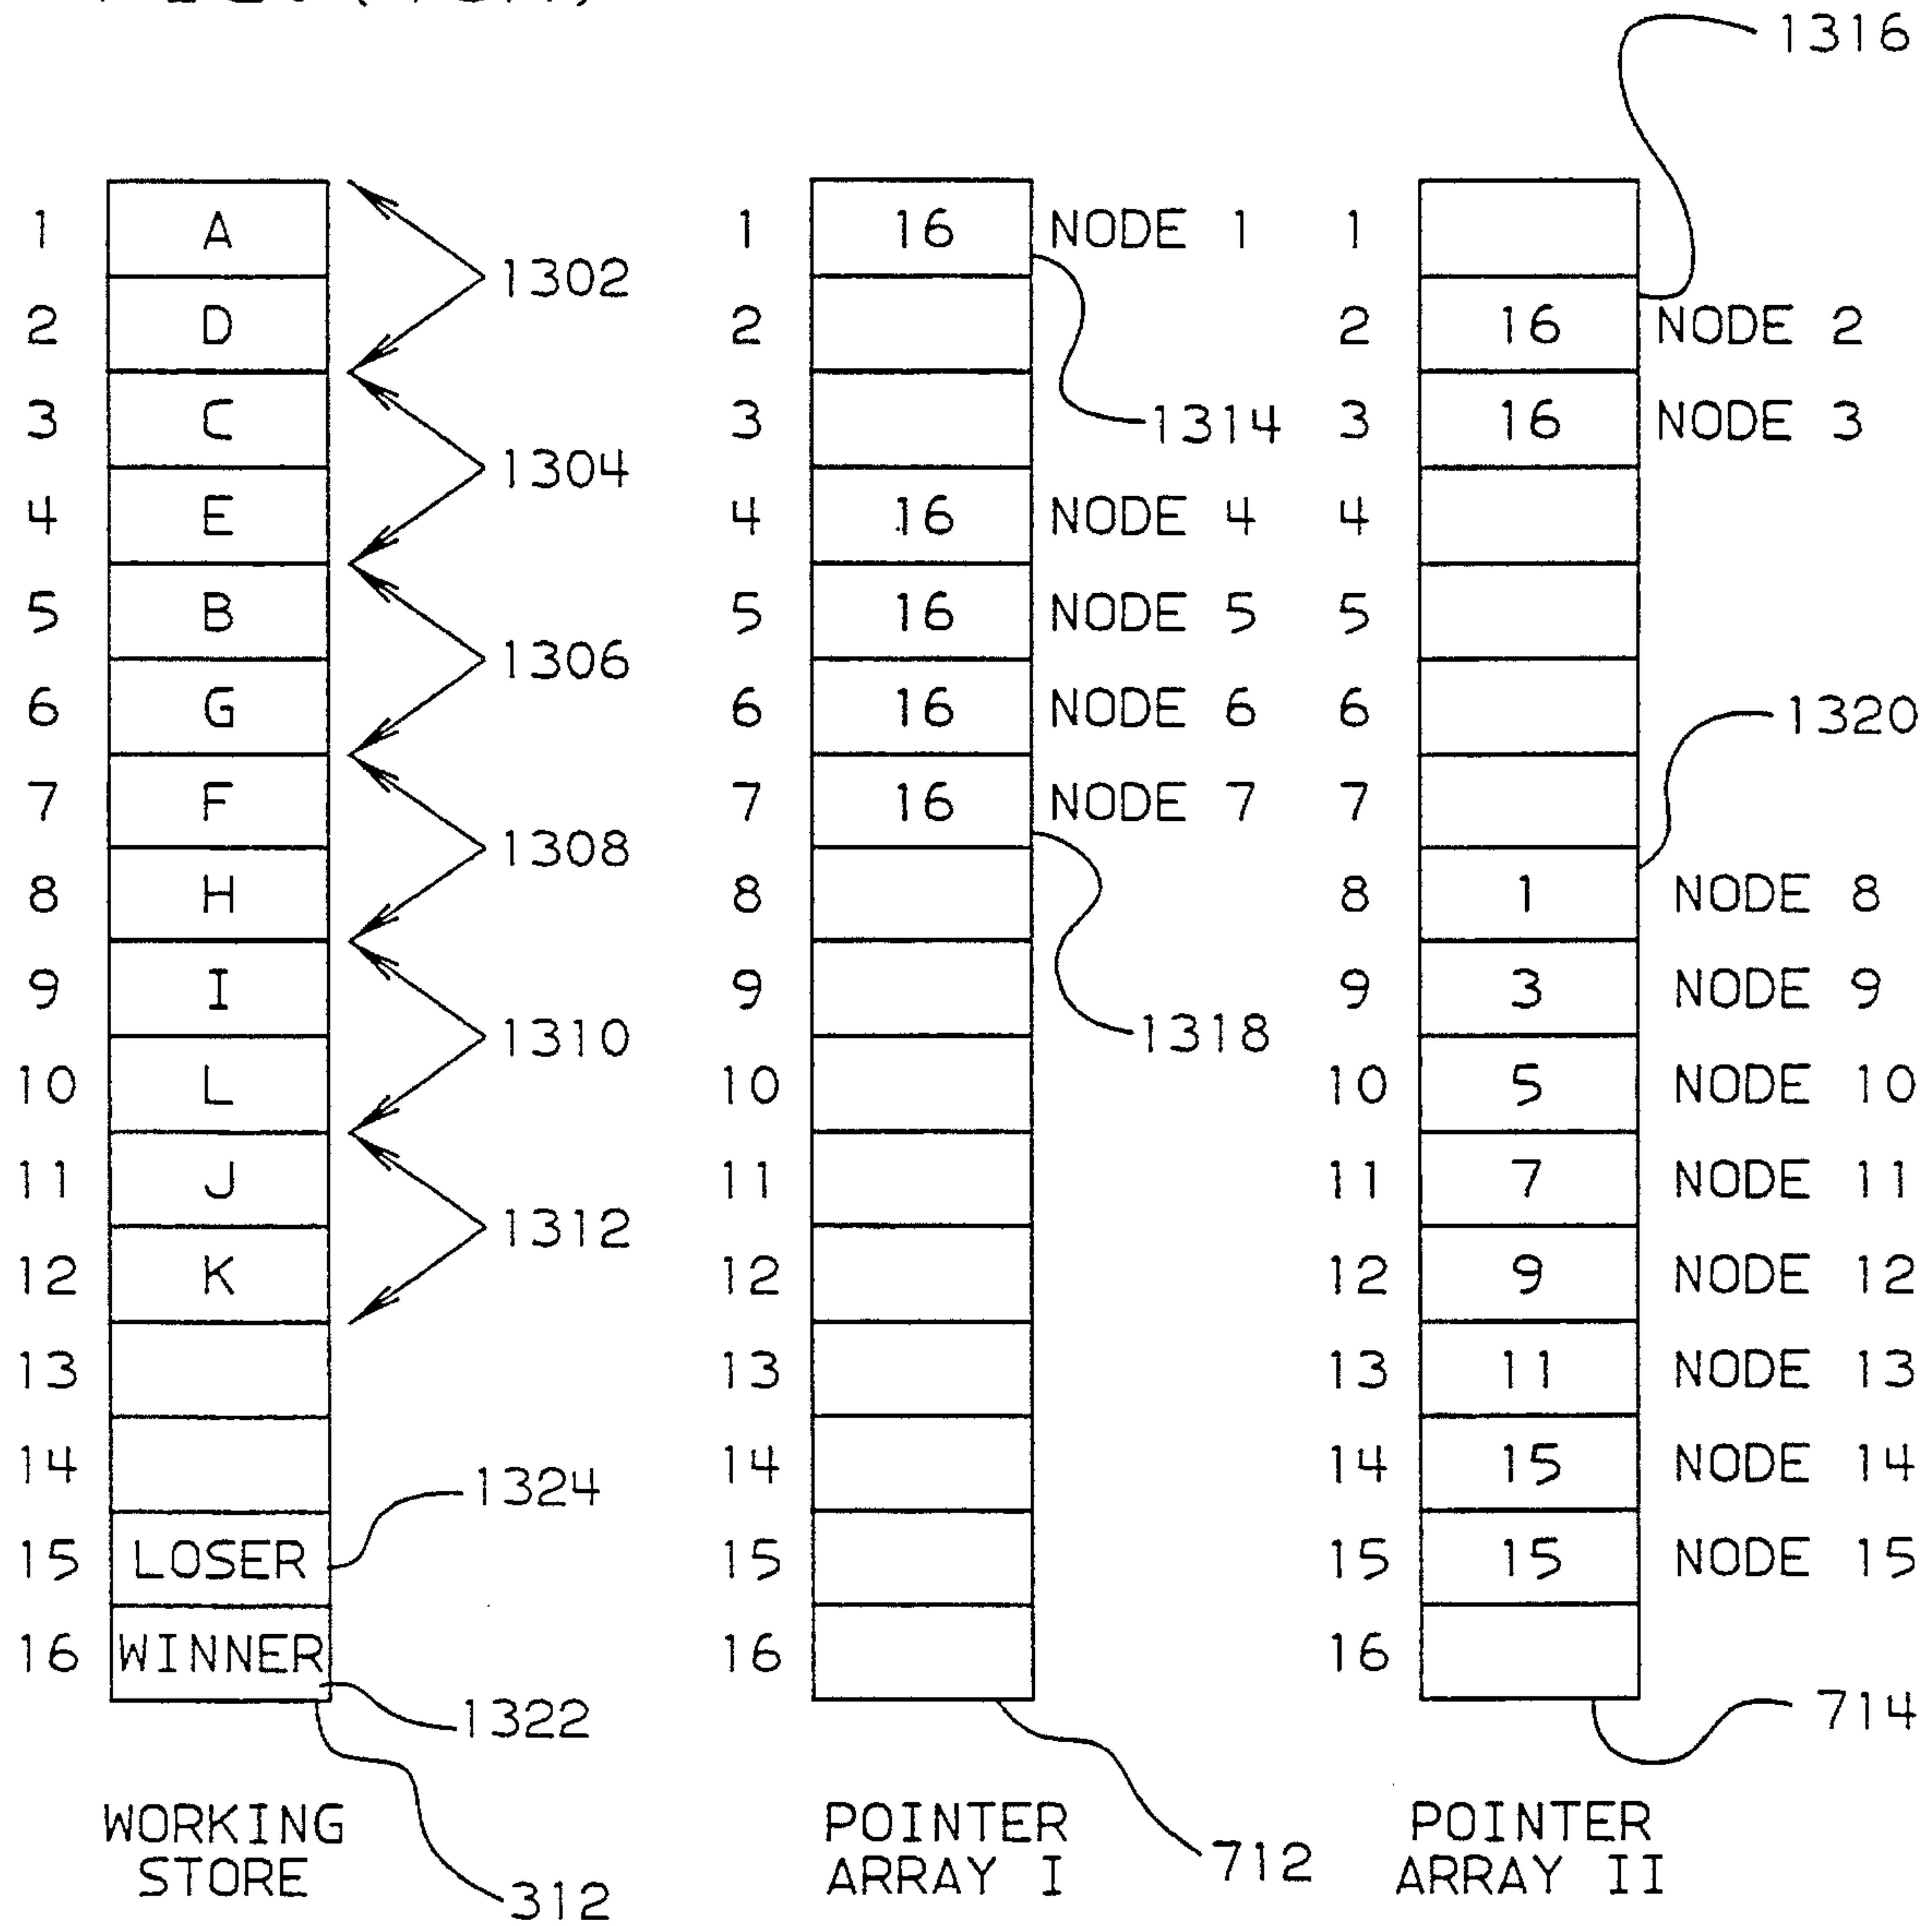 1316
1 A 1 16 NODE 1 1
1302
2 D 2 2 16 NODE 2
3 C 3 1314 3 16 NODE 3
1304
4 E 4 16 NODE 4 4
5 B 5 16 NODE 5 5
1306
6 G 6 16 NODE 6 6
1320
7 F 7 16 NODE 7 7
1308
8 H 8 8 1 NODE 8
9 I 9 9 3 NODE 9
1310 1318
10 L 10 10 5 NODE 10
11 J 11 11 7 NODE 11
1312
12 K 12 12 9 NODE 12
13 13 13 11 NODE 13
14 14 14 15 NODE 14
1324
15 LOSER 15 15 15 NODE 15
16 WINNER 16 16
1322 714
WORKING POINTER POINTER
STORE ARRAY I 712 ARRAY II
312